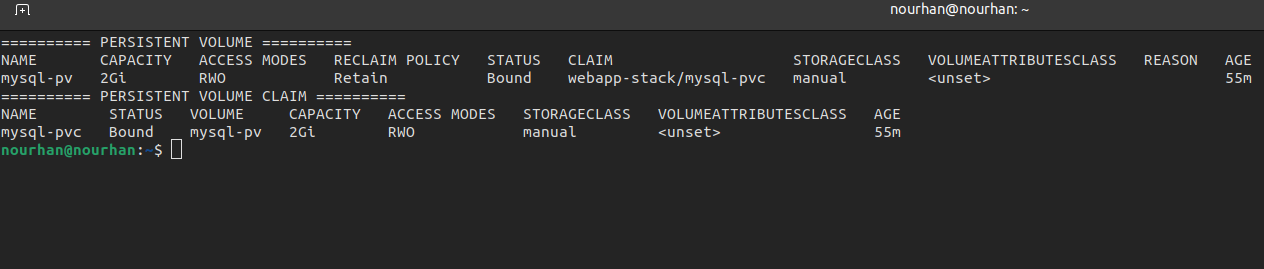 nourhan@nourhan: ~
========== PERSISTENT VOLUME ==========
NAME CAPACITY ACCESS MODES RECLAIM POLICY STATUS CLAIM STORAGECLASS VOLUMEATTRIBUTESCLASS REASON AGE
mysql-pv 2Gi RWO Retain Bound webapp-stack/mysql-pvc manual <unset> 55m
========== PERSISTENT VOLUME CLAIM ==========
NAME STATUS VOLUME CAPACITY ACCESS MODES STORAGECLASS VOLUMEATTRIBUTESCLASS AGE
mysql-pvc Bound mysql-pv 2Gi RWO manual <unset> 55m
nourhan@nourhan:~$